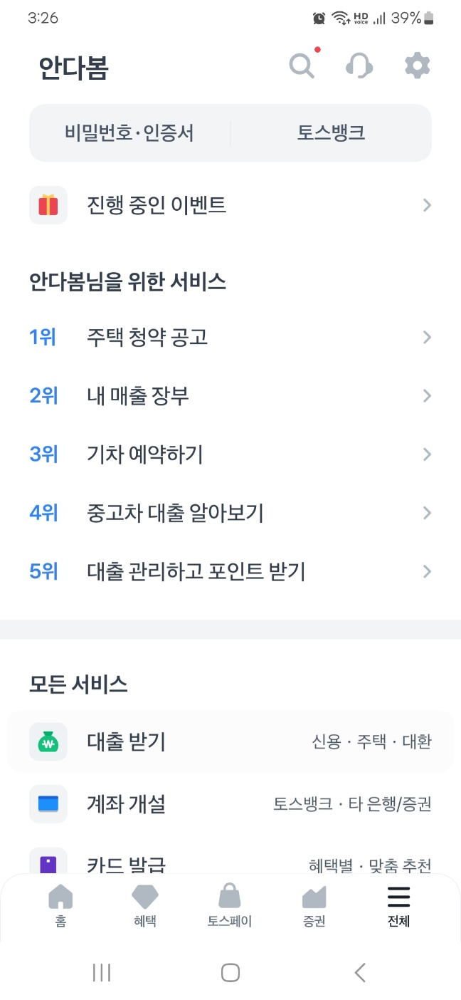 3:26 HD voice 39%
안다봄
비밀번호·인증서 토스뱅크
진행 중인 이벤트
안다봄님을 위한 서비스
1위 주택 청약 공고
2위 내 매출 장부
3위 기차 예약하기
4위 중고차 대출 알아보기
5위 대출 관리하고 포인트 받기
모든 서비스
대출 받기 신용 · 주택 · 대환
계좌 개설 토스뱅크 · 타 은행/증권
카드 발급 혜택별 · 맞춤 추천
홈 혜택 토스페이 증권 전체